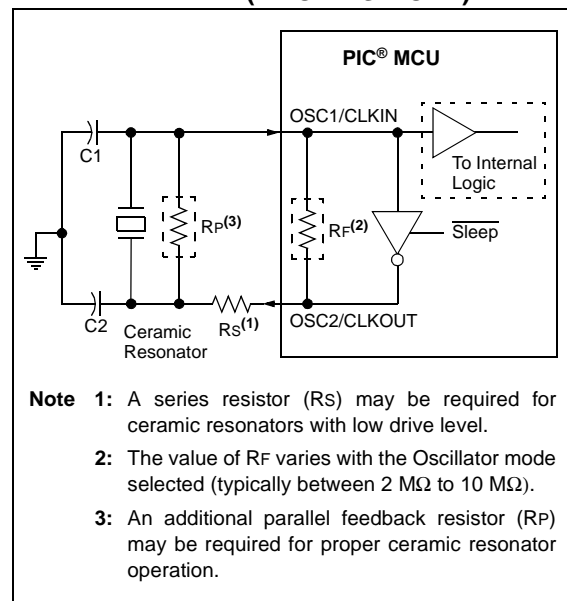 PIC® MCU
OSC1/CLKIN
C1
To Internal
Logic
RP(3)
RF(2)
Sleep
C2
Ceramic
Resonator
RS(1)
OSC2/CLKOUT
Note 1: A series resistor (RS) may be required for
ceramic resonators with low drive level.
2: The value of RF varies with the Oscillator mode
selected (typically between 2 MΩ to 10 MΩ).
3: An additional parallel feedback resistor (RP)
may be required for proper ceramic resonator
operation.